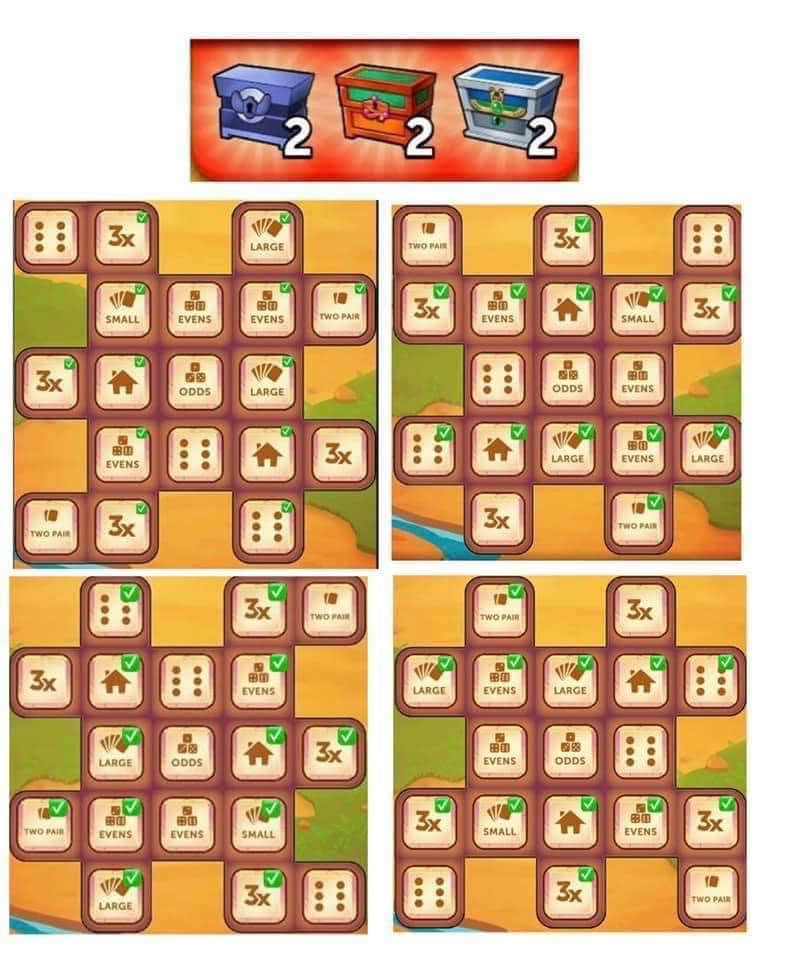 2 2 2
3x LARGE
SMALL EVENS EVENS TWO PAIR
3x ODDS LARGE
EVENS 3x
TWO PAIR 3x
TWO PAIR 3x
3x EVENS SMALL 3x
ODDS EVENS
LARGE EVENS LARGE
3x TWO PAIR
3x TWO PAIR
3x EVENS
LARGE ODDS 3x
TWO PAIR EVENS EVENS SMALL
LARGE 3x
TWO PAIR 3x
LARGE EVENS LARGE
EVENS ODDS
3x SMALL EVENS 3x
3x TWO PAIR